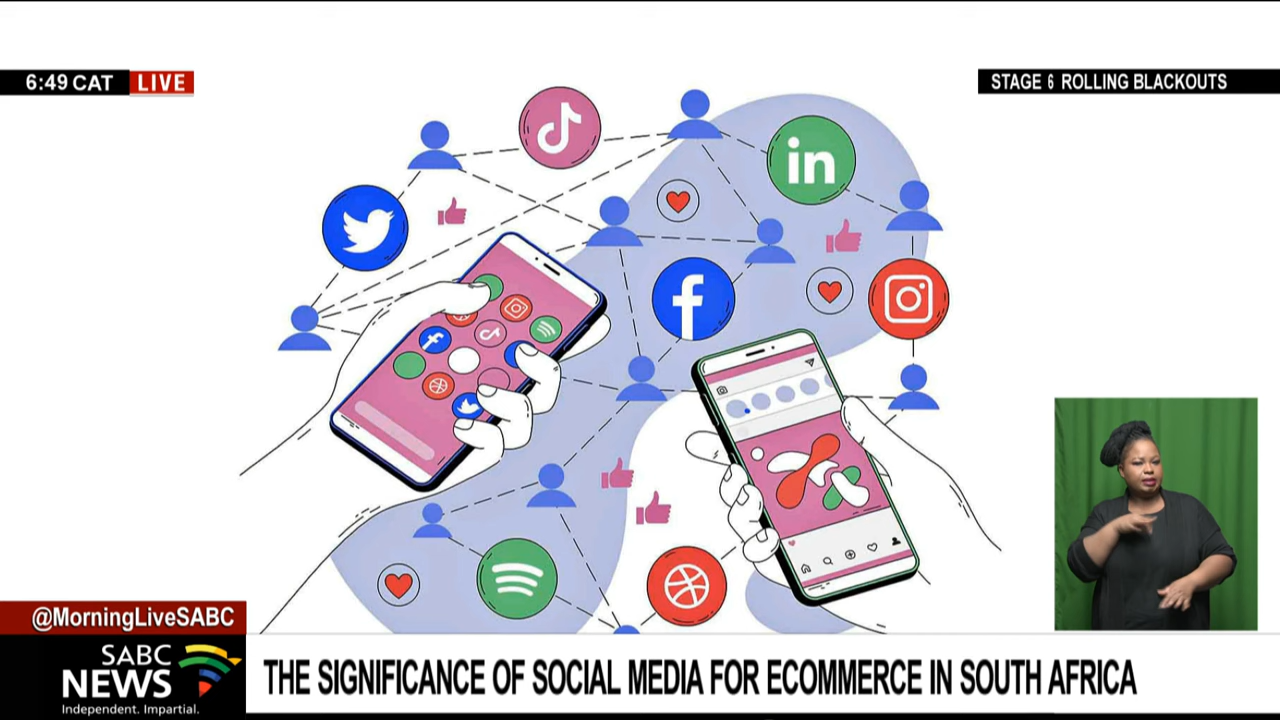 6:49 CAT LIVE
STAGE 6 ROLLING BLACKOUTS
in
f
f
@MorningLiveSABC
SABC
NEWS
Independent. Impartial.
THE SIGNIFICANCE OF SOCIAL MEDIA FOR ECOMMERCE IN SOUTH AFRICA